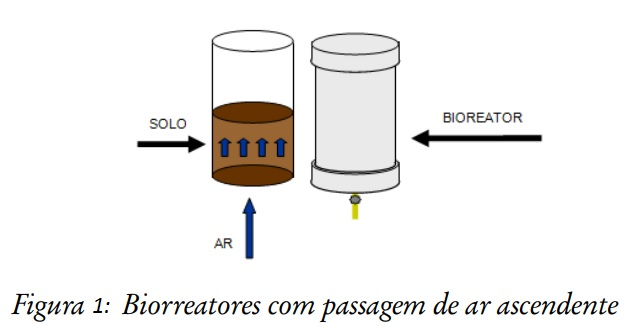 SOLO
BIOREATOR
AR
Figura 1: Biorreatores com passagem de ar ascendente